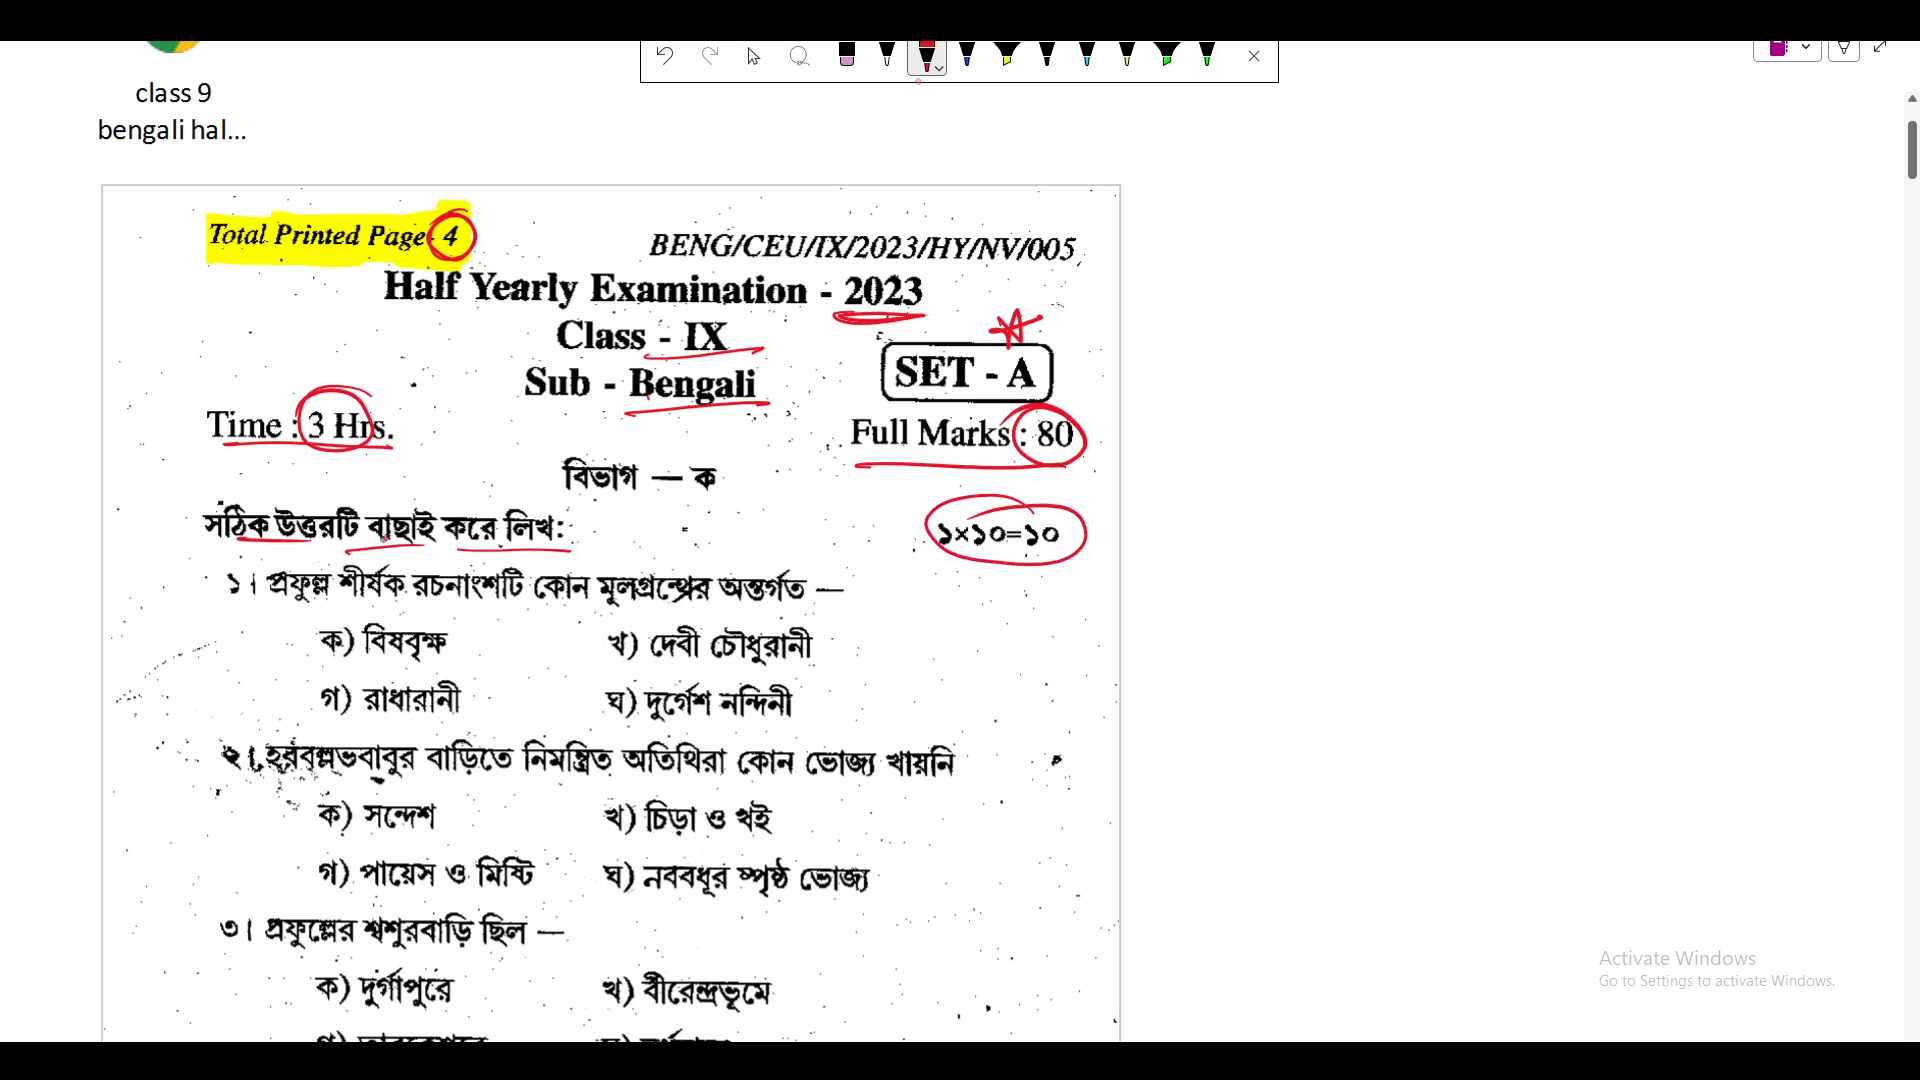 class 9
bengali hal...
Total Printed Page- 4
BENG/CEU/IX/2023/HY/NV/005
Half Yearly Examination - 2023
Class - IX
SET - A
Sub - Bengali
Time : 3 Hrs.
Full Marks : 80
বিভাগ — ক
সঠিক উত্তরটি বাছাই করে লিখ:
১×১০=১০
১। প্রফুল্ল শীর্ষক রচনাংশটি কোন মূলগ্রন্থের অন্তর্গত —
ক) বিষবৃক্ষ খ) দেবী চৌধুরানী
গ) রাধারানী ঘ) দুর্গেশ নন্দিনী
২। হরবল্লভবাবুর বাড়িতে নিমন্ত্রিত অতিথিরা কোন ভোজ্য খায়নি
ক) সন্দেশ খ) চিড়া ও খই
গ) পায়েস ও মিষ্টি ঘ) নববধূর স্পৃষ্ঠ ভোজ্য
৩। প্রফুল্লের শ্বশুরবাড়ি ছিল —
ক) দুর্গাপুরে খ) বীরেন্দ্রভূমে
Activate Windows
Go to Settings to activate Windows.